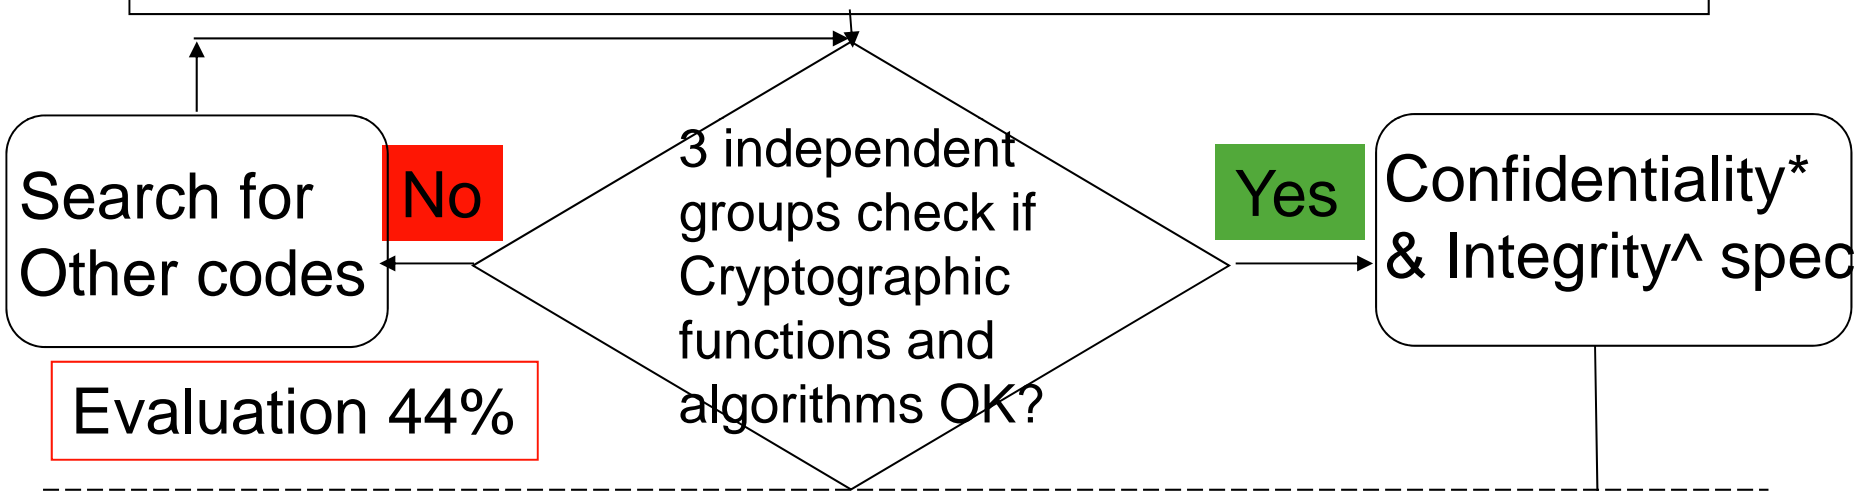 Search for
Other codes
No
3 independent
groups check if
Cryptographic
functions and
algorithms OK?
Yes
Confidentiality*
& Integrity^ spec
Evaluation 44%